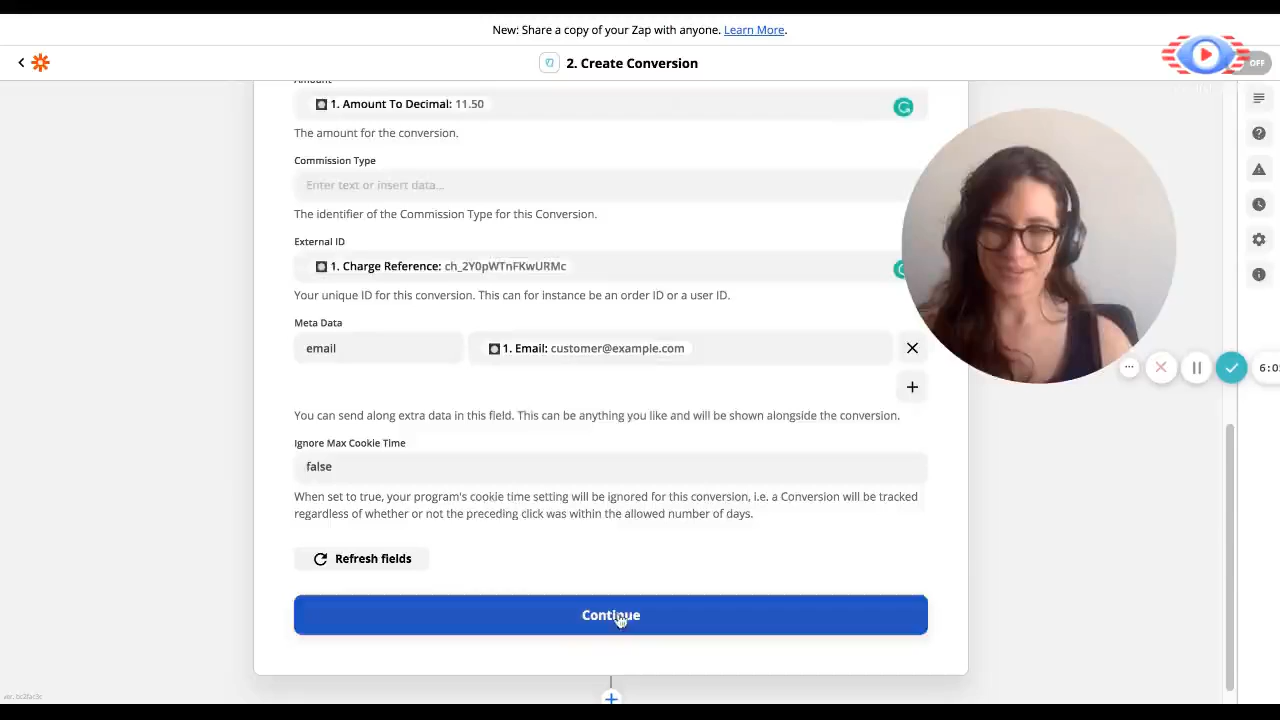 New: Share a copy of your Zap with anyone. Learn More.
2. Create Conversion
OFF
Amount
1. Amount To Decimal: 11.50
The amount for the conversion.
Commission Type
Enter text or insert data...
The identifier of the Commission Type for this Conversion.
External ID
1. Charge Reference: ch_2Y0pWTnFKwURMc
Your unique ID for this conversion. This can for instance be an order ID or a user ID.
Meta Data
email
1. Email: customer@example.com
You can send along extra data in this field. This can be anything you like and will be shown alongside the conversion.
Ignore Max Cookie Time
false
When set to true, your program's cookie time setting will be ignored for this conversion, i.e. a Conversion will be tracked
regardless of whether or not the preceding click was within the allowed number of days.
Refresh fields
Continue